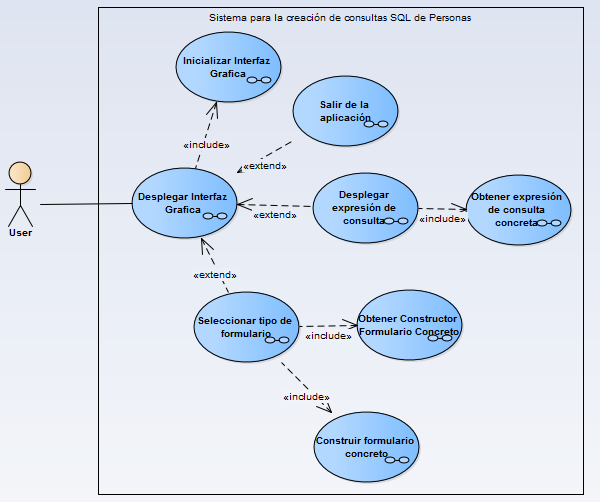 Sistema para la creación de consultas SQL de Personas
Inicializar Interfaz
Grafica
Salir de la
aplicación
«include»
«extend»
Desplegar Interfaz
Grafica
Desplegar
expresión de
consulta
Obtener expresión
de consulta
concreta
«extend»
«include»
User
«extend»
Seleccionar tipo de
formulario
Obtener Constructor
Formulario Concreto
«include»
«include»
Construir formulario
concreto